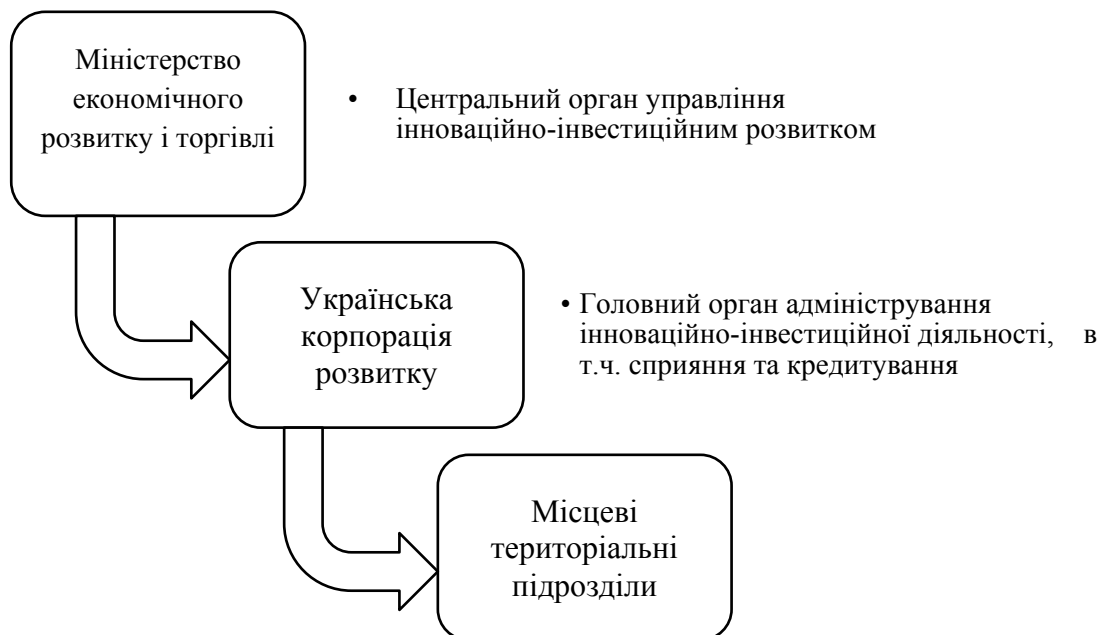 Міністерство
економічного
розвитку і торгівлі
• Центральний орган управління
інноваційно-інвестиційним розвитком
Українська
корпорація
розвитку
• Головний орган адміністрування
інноваційно-інвестиційної діяльності, в
т.ч. сприяння та кредитування
Місцеві
територіальні
підрозділи